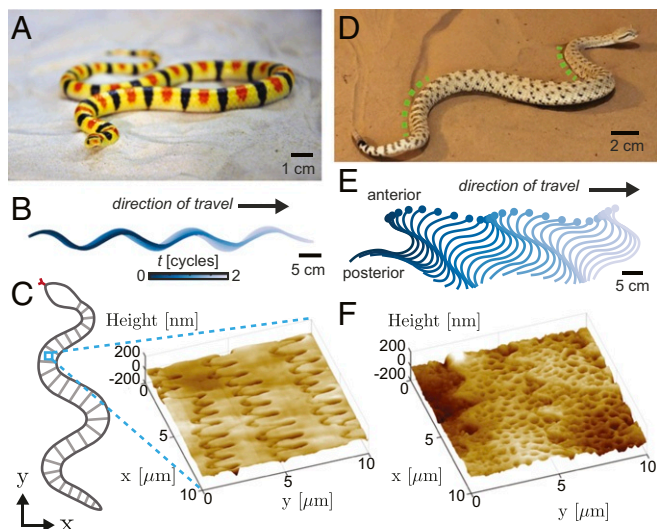 A
1 cm
B
direction of travel
t [cycles]
0
2
5 cm
C
Height [nm]
200
0
-200
5
x [μm]
10
0
5
y [μm]
10
y
x
D
2 cm
E
direction of travel
anterior
posterior
5 cm
F
Height [nm]
200
0
-200
5
x [μm]
10
0
5
y [μm]
10